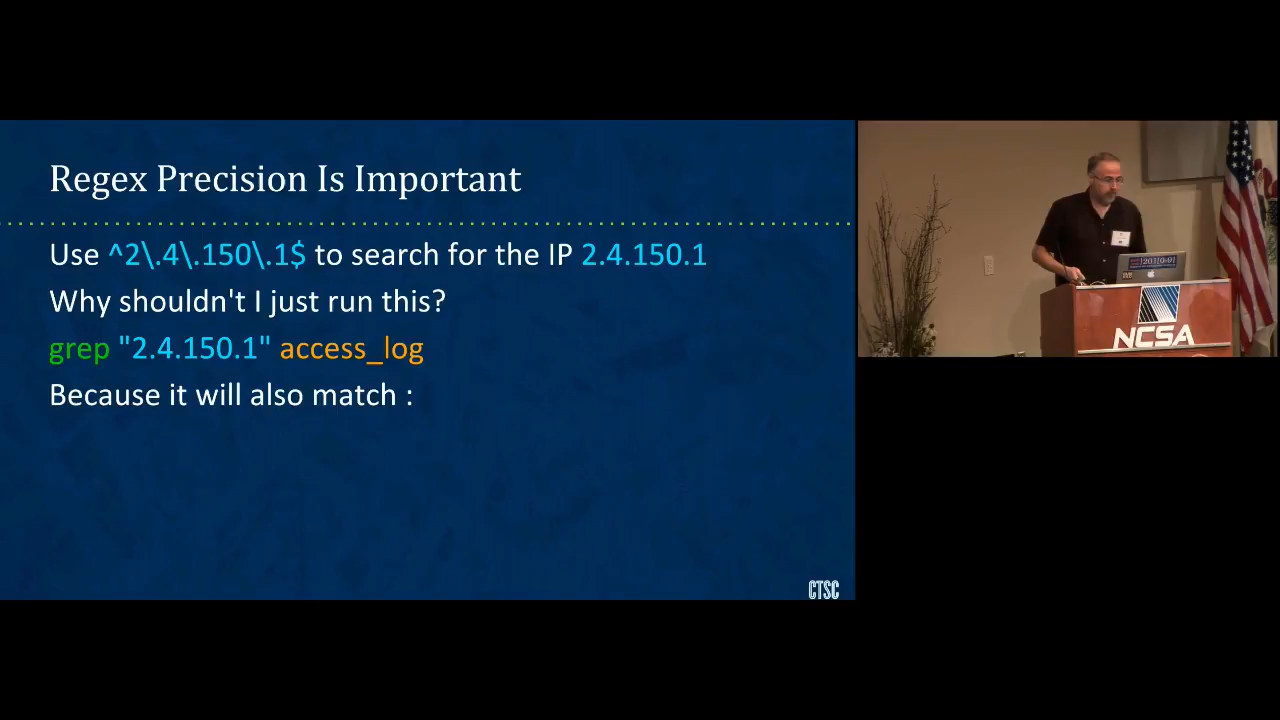 Regex Precision Is Important
Use ^2\.4\.150\.1$ to search for the IP 2.4.150.1
Why shouldn't I just run this?
grep "2.4.150.1" access_log
Because it will also match :
CTSC
NCSA